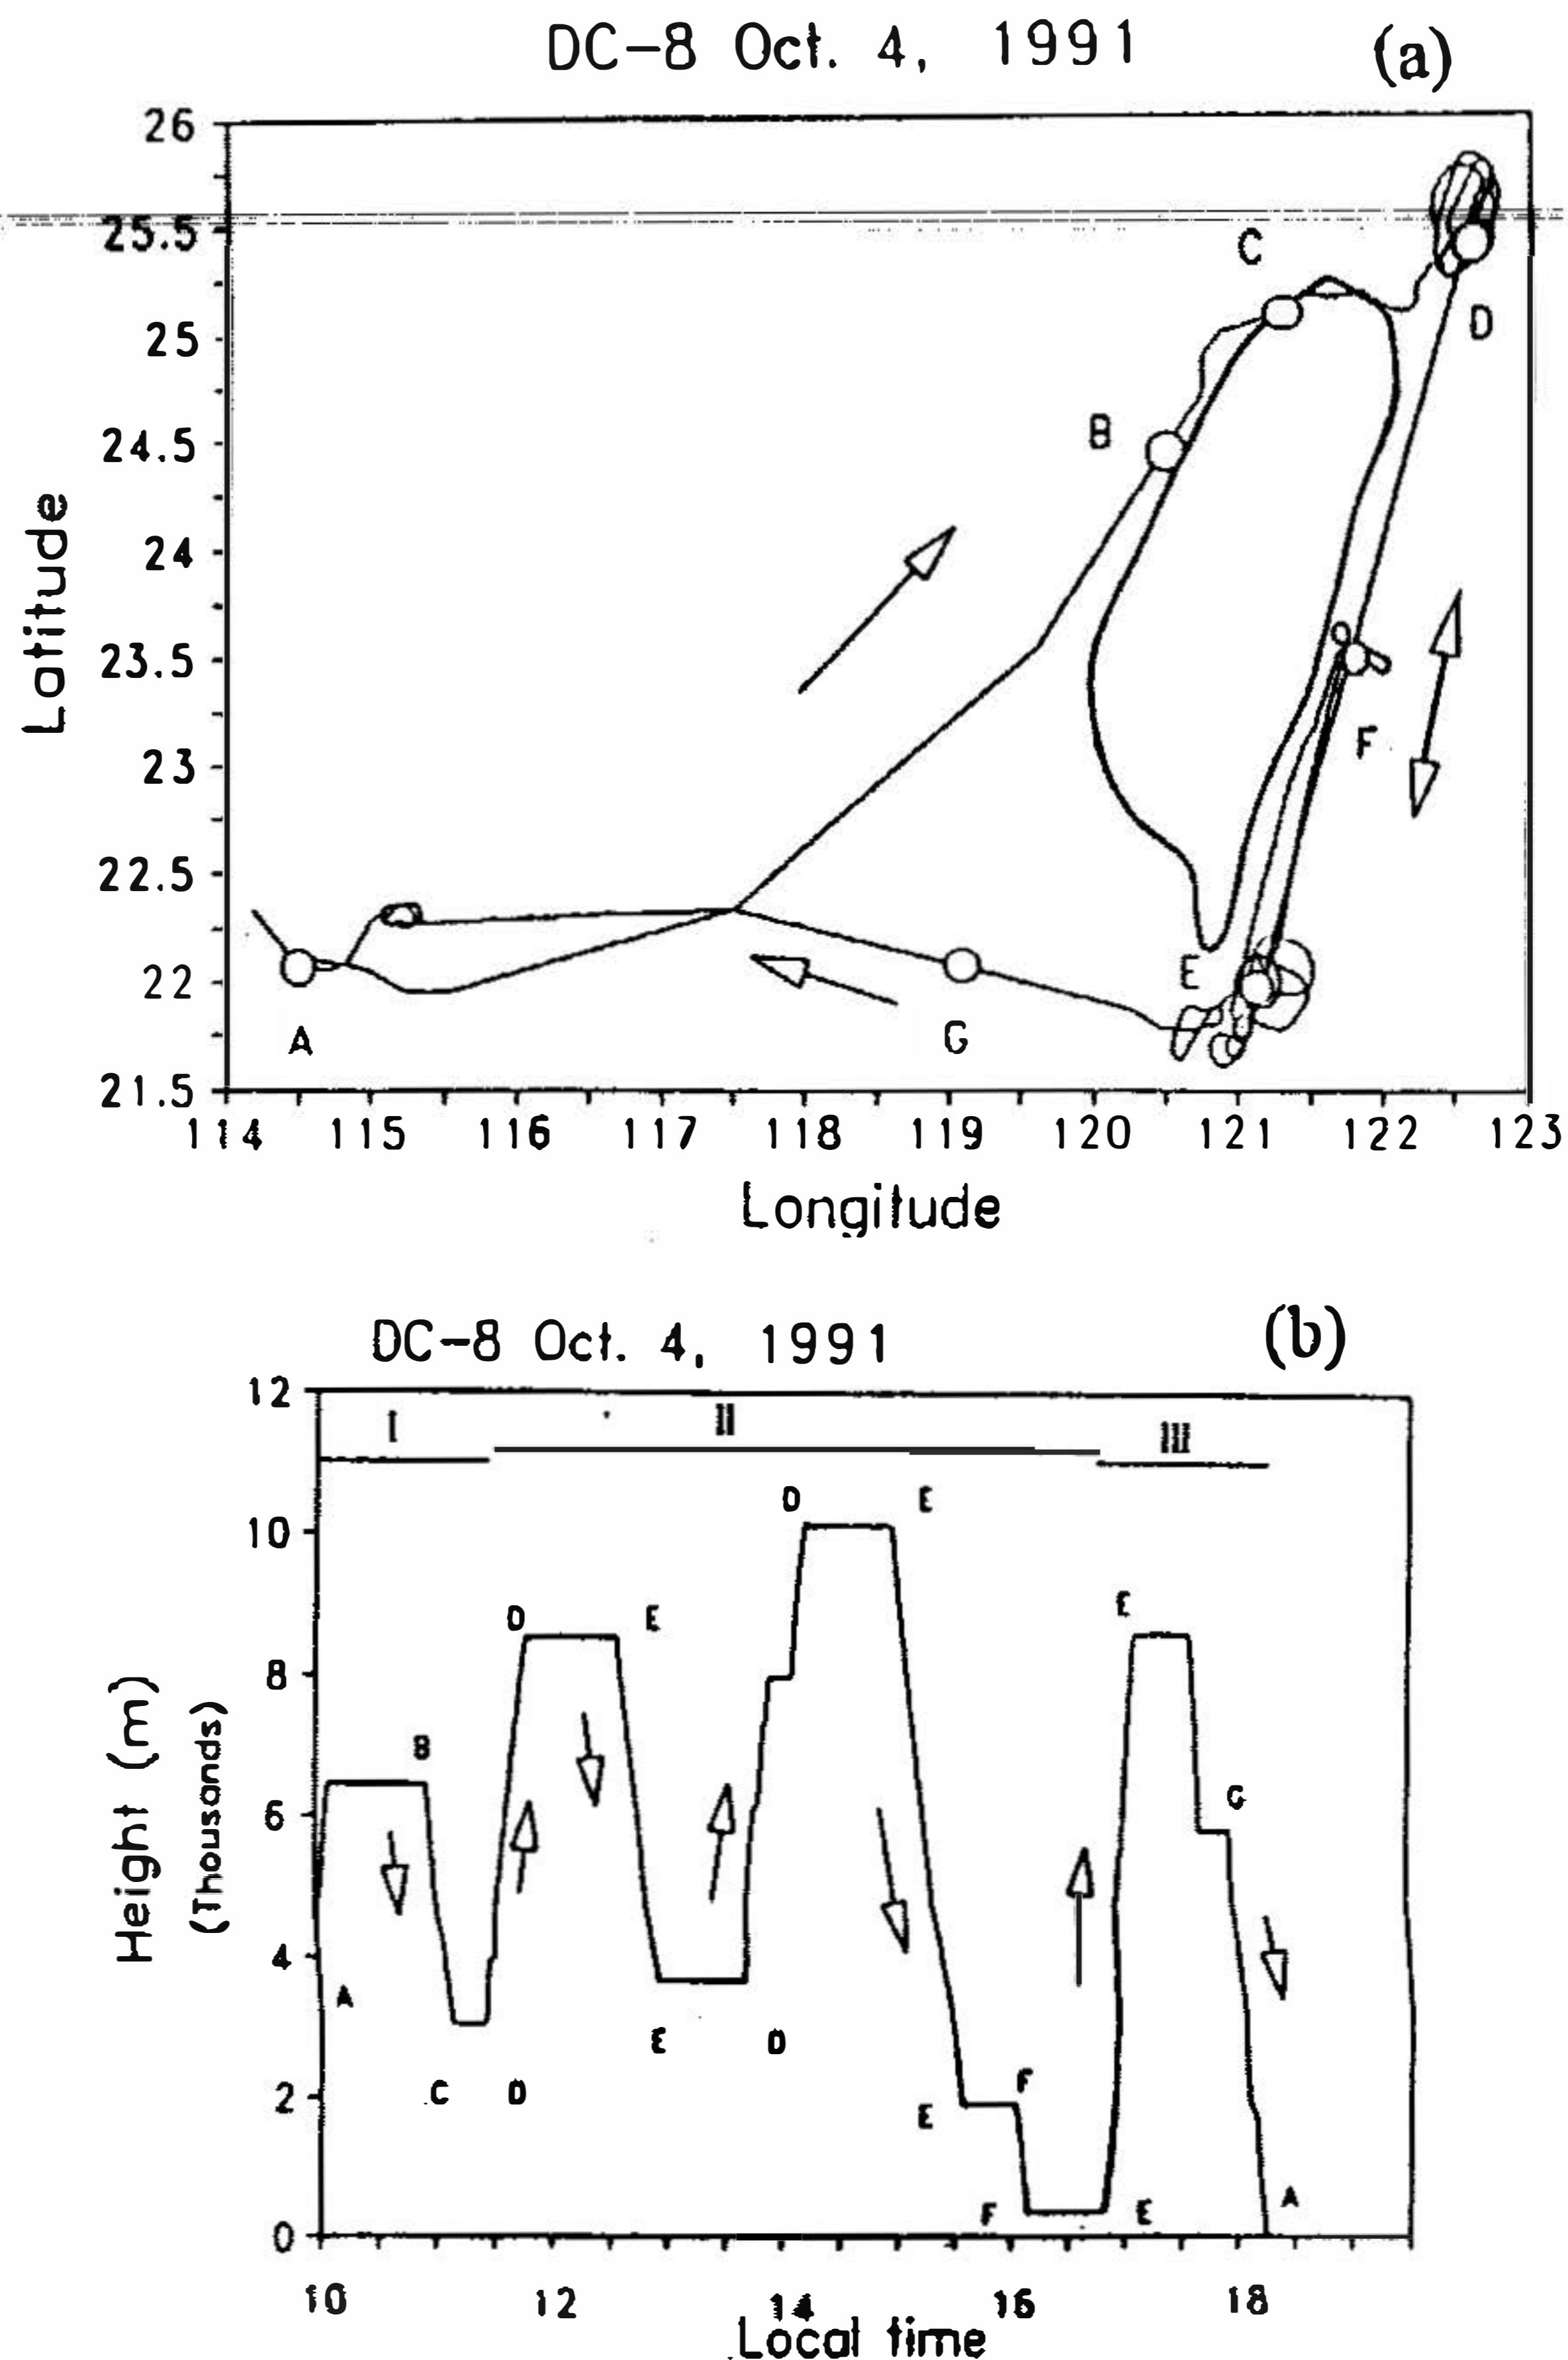 DC-8 Oct. 4, 1991 (a)
26
25.5
25
24.5
24
23.5
23
22.5
22
21.5
Latitude
C
D
B
F
E
A
G
114 115 116 117 118 119 120 121 122 123
Longitude
DC-8 Oct. 4, 1991 (b)
12
10
8
6
4
2
0
Height (m)
(Thousands)
I II III
D E
D E E
B G
A
E D
C D
F
E
F E A
10 12 14 16 18
Local time